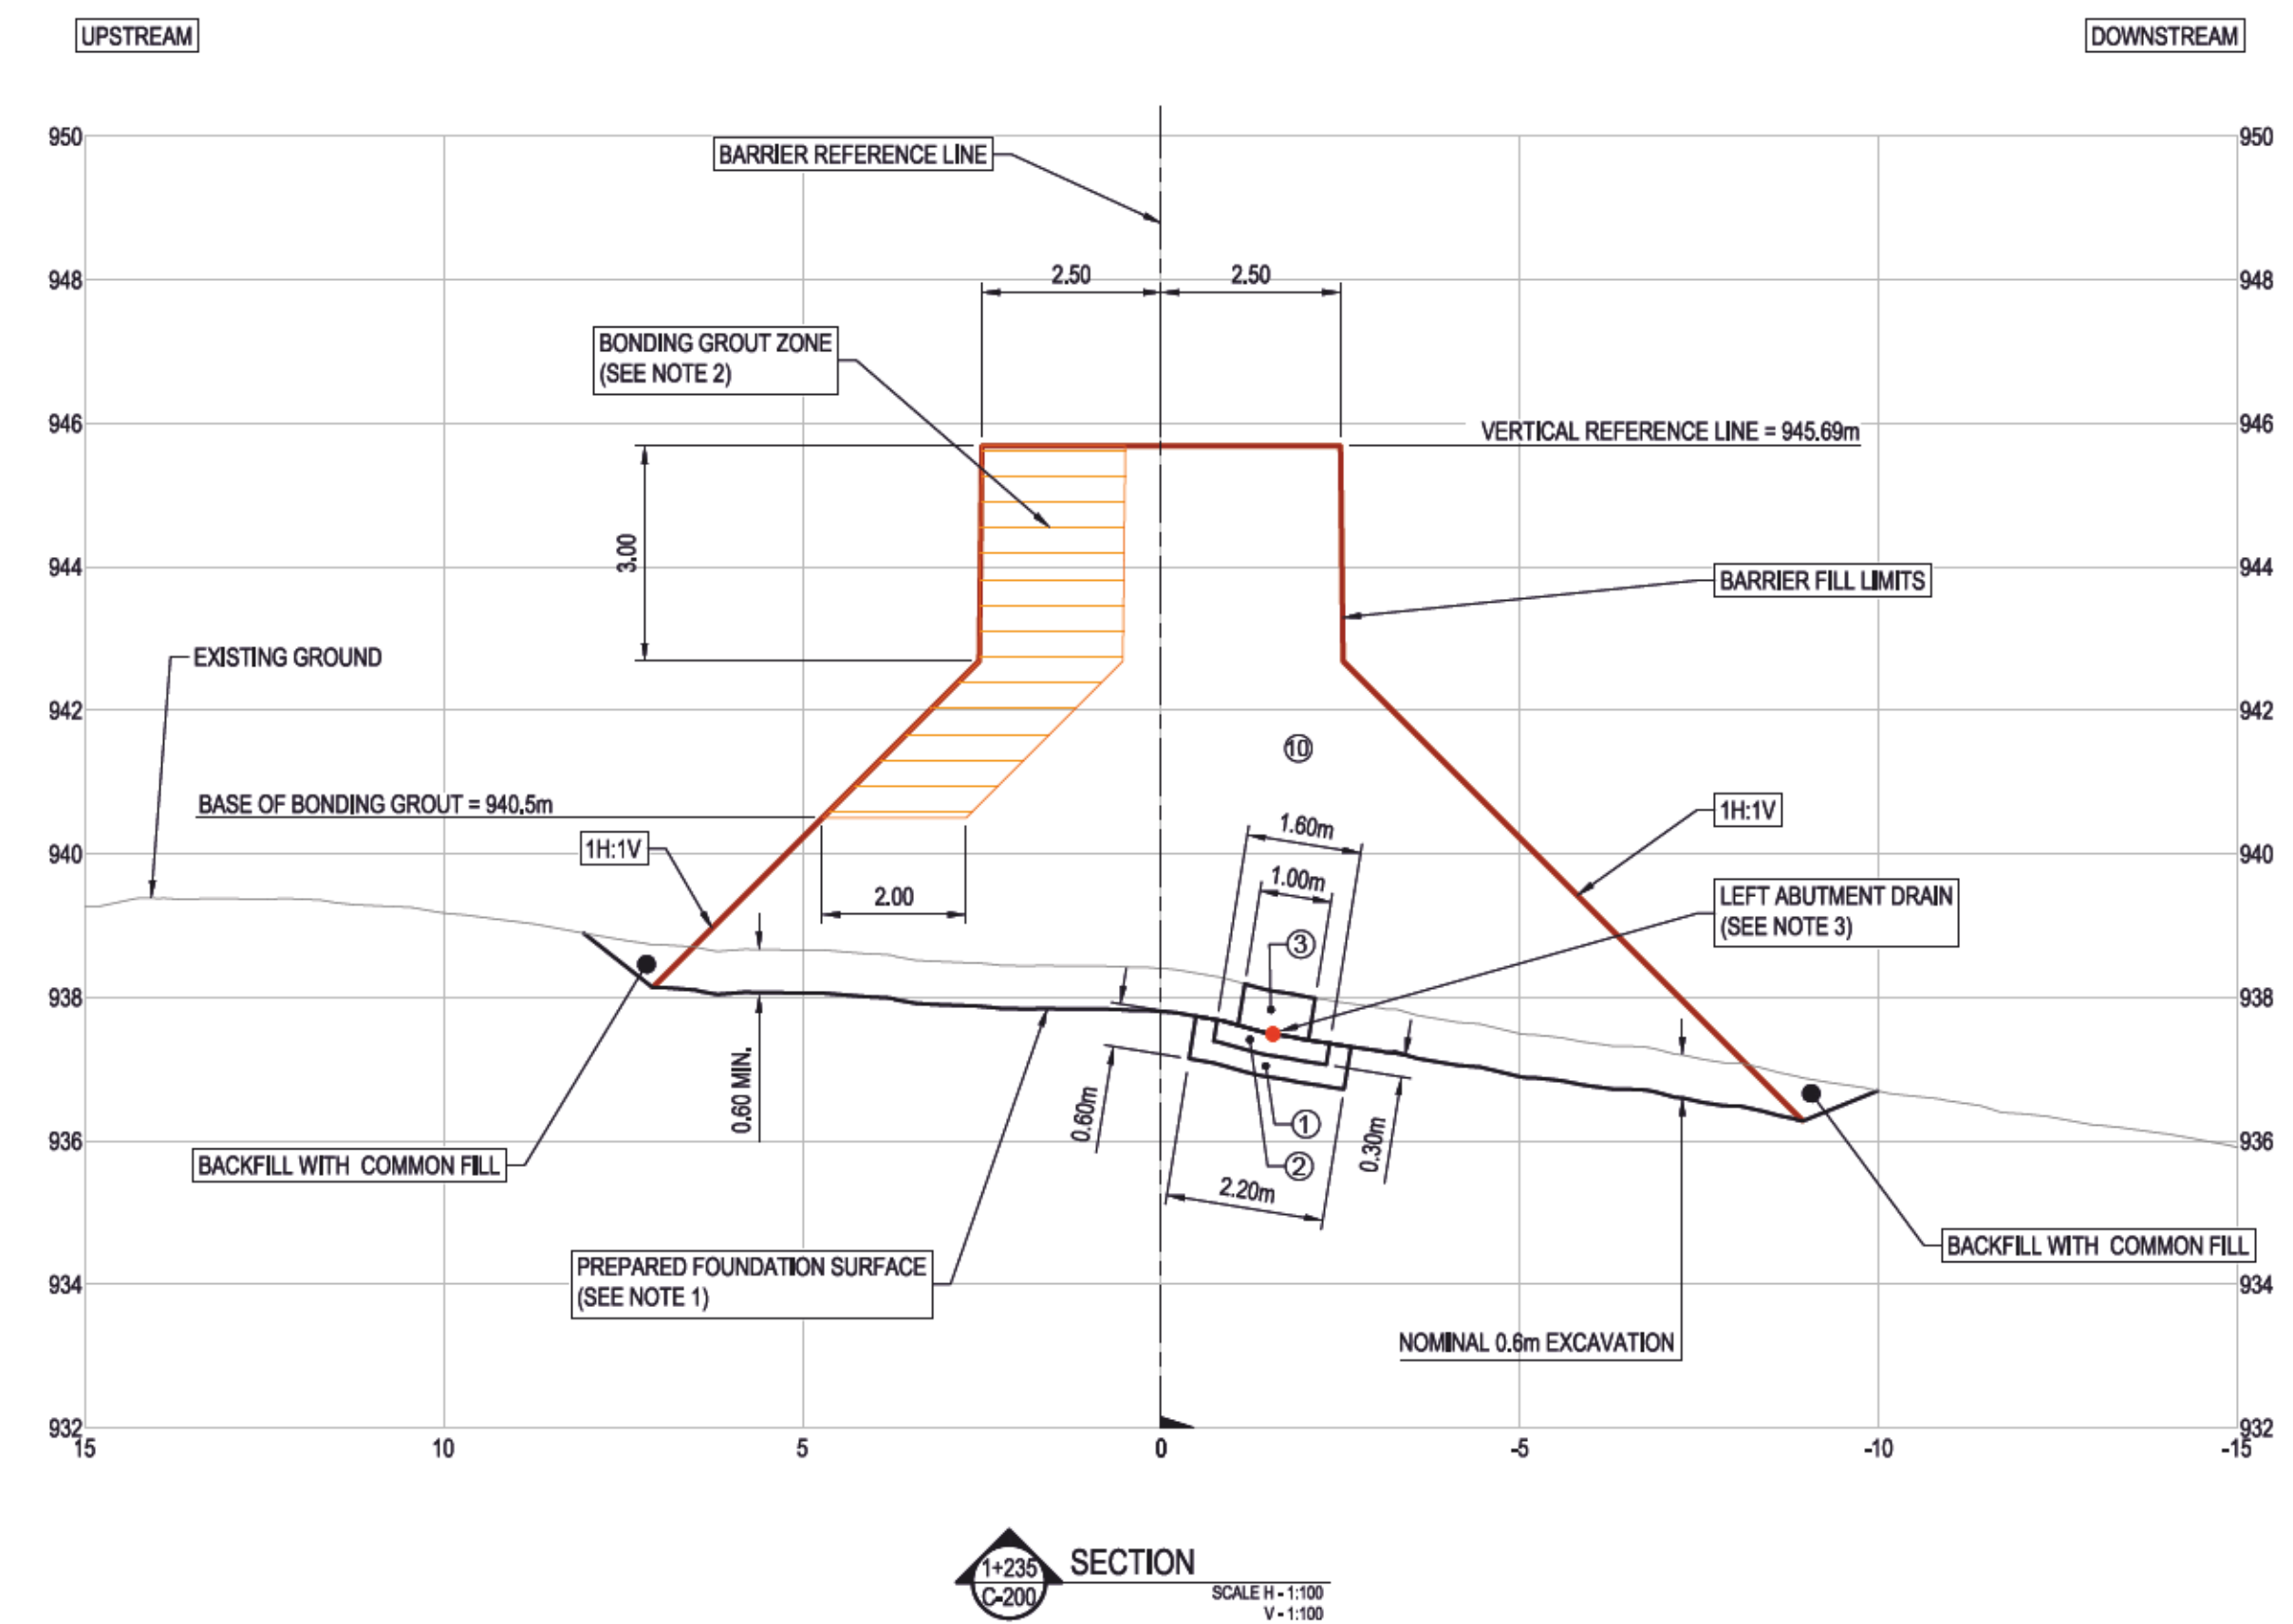 UPSTREAM
DOWNSTREAM
950
950
BARRIER REFERENCE LINE
948
2.50
2.50
948
BONDING GROUT ZONE
(SEE NOTE 2)
946
VERTICAL REFERENCE LINE = 945.69m
946
3.00
944
BARRIER FILL LIMITS
944
EXISTING GROUND
942
942
10
BASE OF BONDING GROUT = 940.5m
1H:1V
1.60m
940
1H:1V
940
1.00m
2.00
LEFT ABUTMENT DRAIN
(SEE NOTE 3)
3
938
938
0.60 MIN.
0.60m
1
0.30m
936
936
BACKFILL WITH COMMON FILL
2
2.20m
BACKFILL WITH COMMON FILL
PREPARED FOUNDATION SURFACE
(SEE NOTE 1)
934
934
NOMINAL 0.6m EXCAVATION
932
932
15
10
5
0
-5
-10
-15
1+235
C-200
SECTION
SCALE H - 1:100
V - 1:100